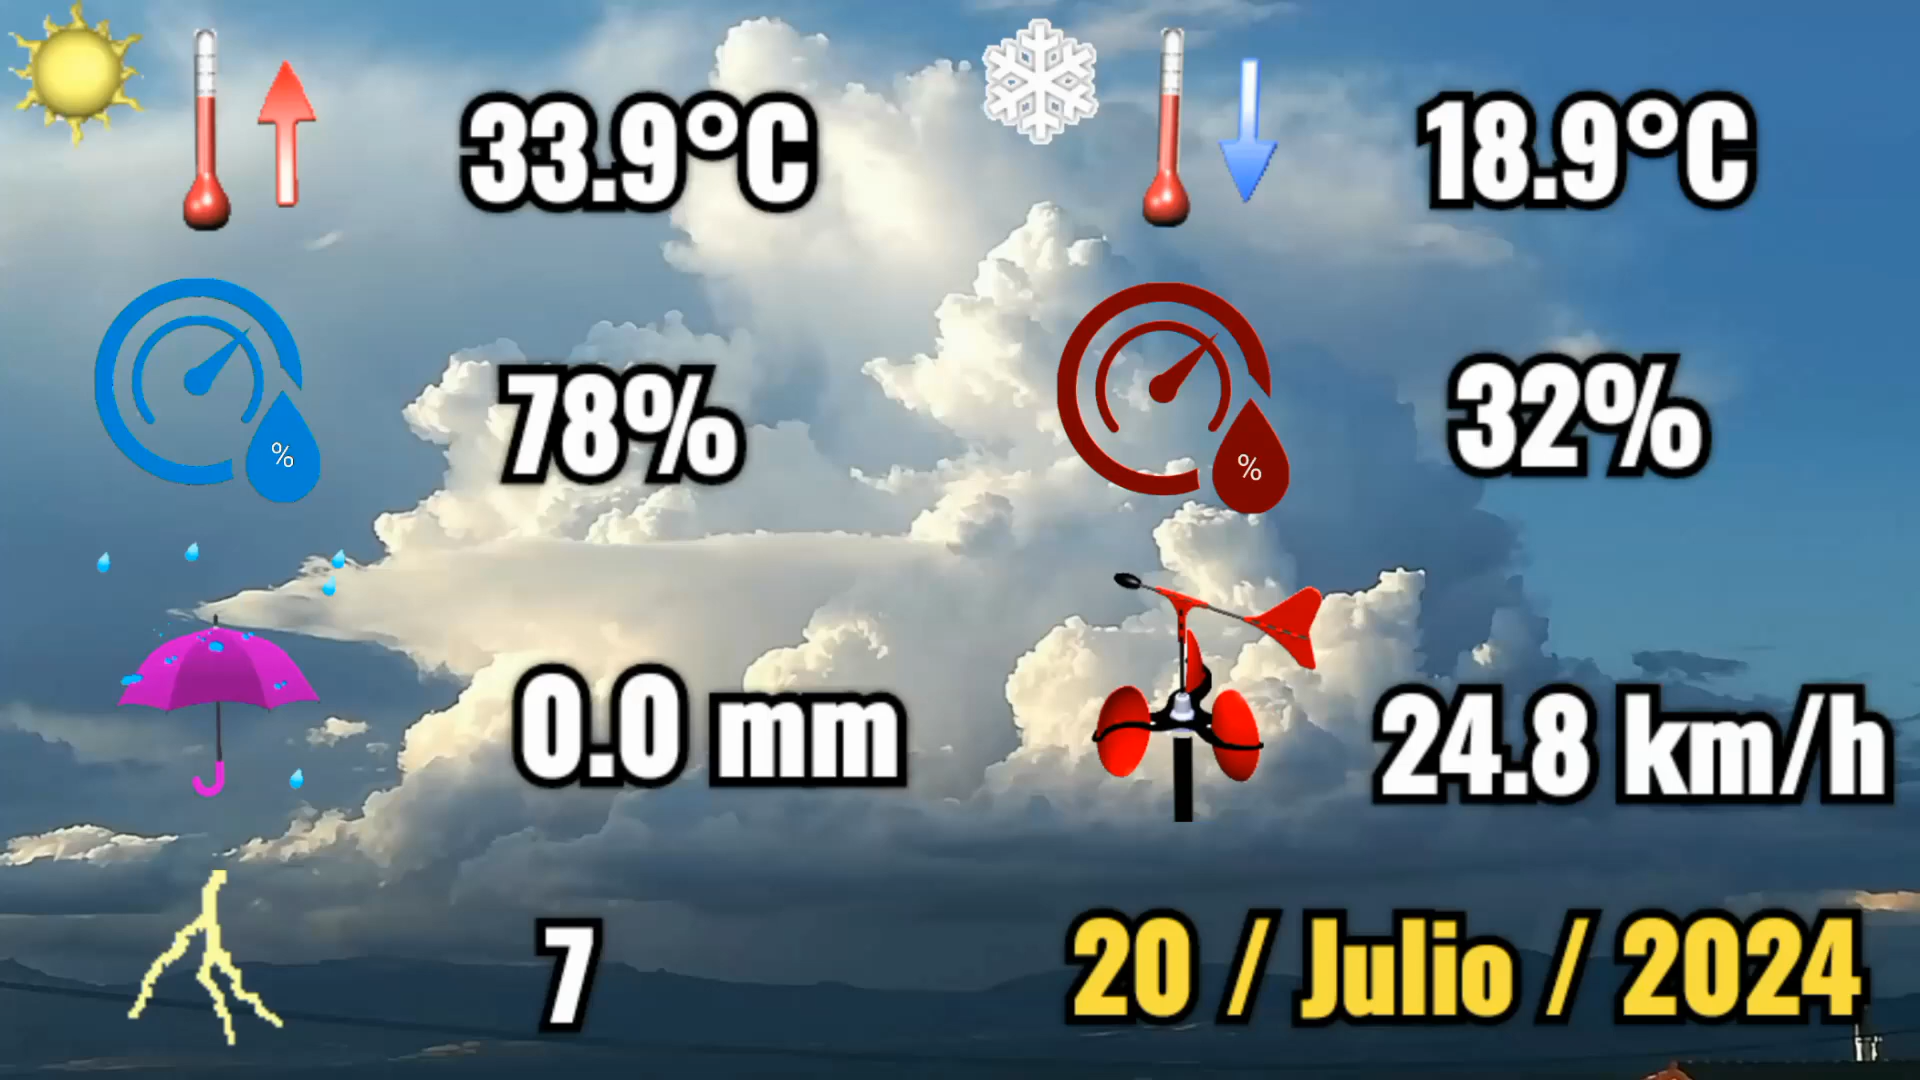 33.9°C
18.9°C
%
78%
%
32%
0.0 mm
24.8 km/h
7
20 / Julio / 2024